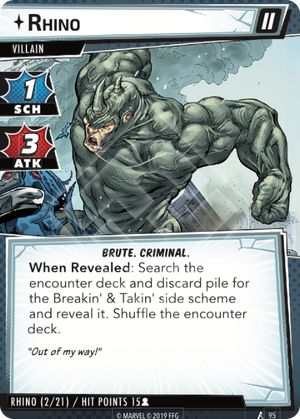 RHINO
II
VILLAIN
1
SCH
3
ATK
BRUTE. CRIMINAL.
When Revealed: Search the
encounter deck and discard pile for
the Breakin' & Takin' side scheme
and reveal it. Shuffle the encounter
deck.
"Out of my way!"
RHINO (2/21) / HIT POINTS 15
© MARVEL © 2019 FFG
95